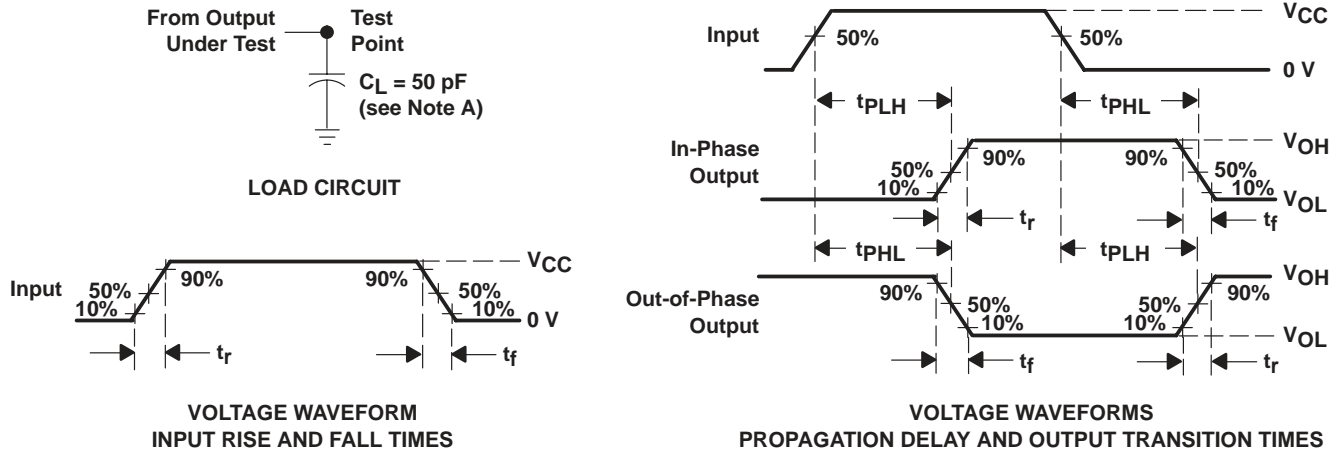 From Output
Under Test
Test
Point
CL = 50 pF
(see Note A)
LOAD CIRCUIT
Input
50%
10%
90%
90%
50%
10%
VCC
0 V
tr
tf
VOLTAGE WAVEFORM
INPUT RISE AND FALL TIMES
Input
50%
50%
VCC
0 V
tPLH
tPHL
In-Phase
Output
50%
10%
90%
90%
50%
10%
VOH
VOL
tr
tf
tPHL
tPLH
Out-of-Phase
Output
90%
50%
10%
50%
10%
90%
VOH
VOL
tf
tr
VOLTAGE WAVEFORMS
PROPAGATION DELAY AND OUTPUT TRANSITION TIMES